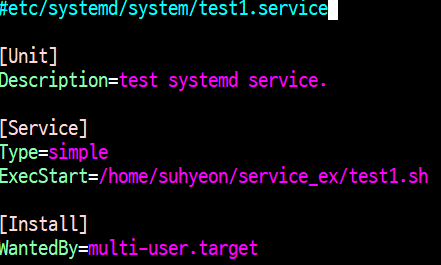 #etc/systemd/system/test1.service
[Unit]
Description=test systemd service.
[Service]
Type=simple
ExecStart=/home/suhyeon/service_ex/test1.sh
[Install]
WantedBy=multi-user.target